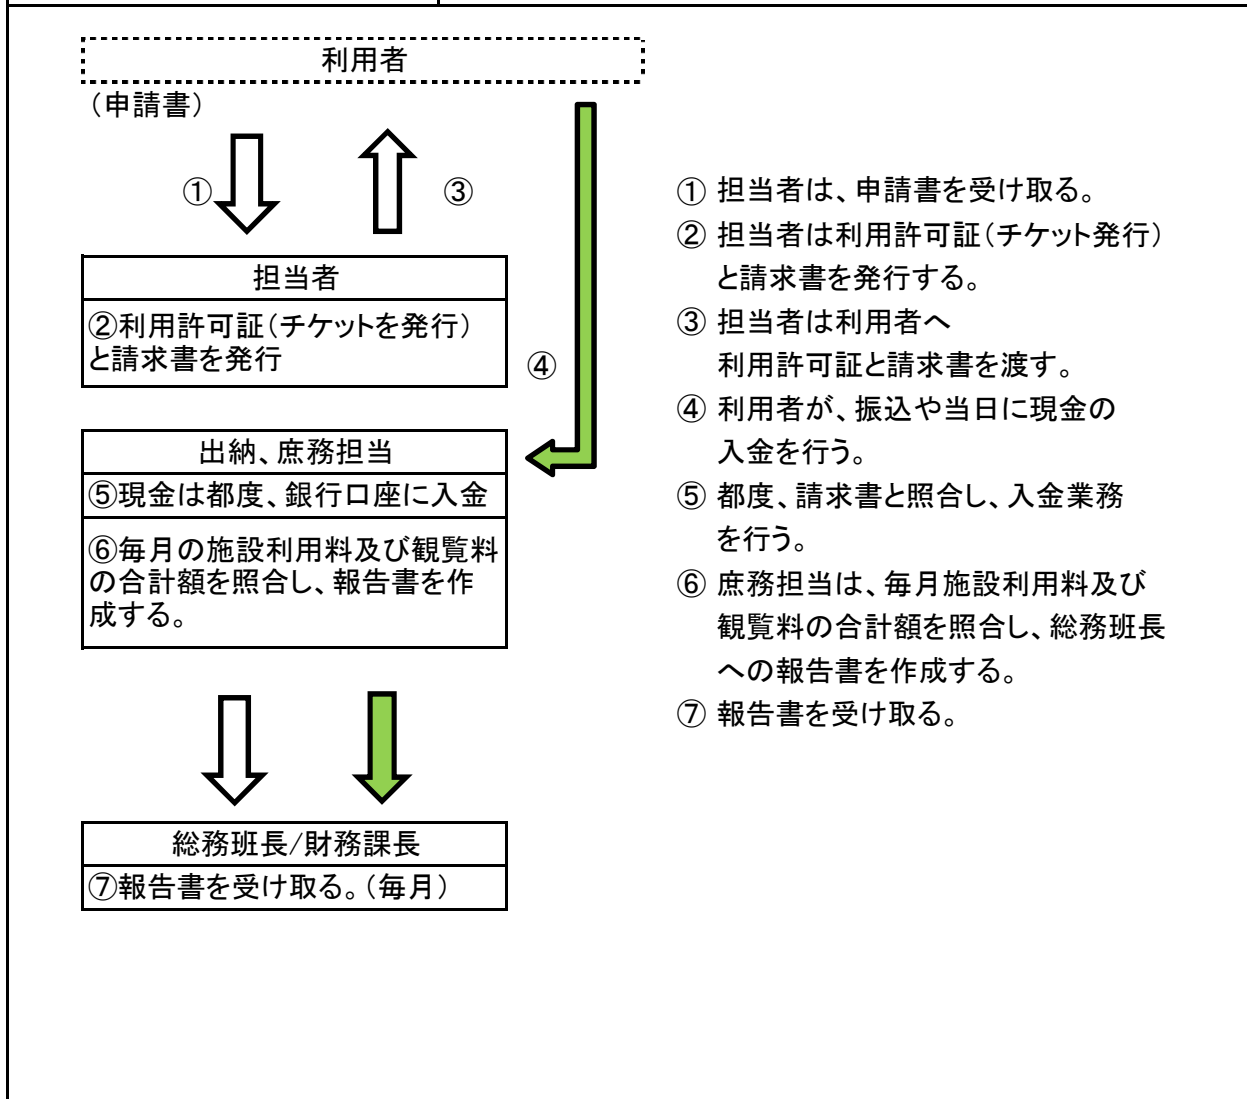 利用者
（申請書）
①
③
担当者
②利用許可証（チケットを発行）
と請求書を発行
④
出納、庶務担当
⑤現金は都度、銀行口座に入金
⑥毎月の施設利用料及び観覧料
の合計額を照合し、報告書を作
成する。
総務班長/財務課長
⑦報告書を受け取る。（毎月）
① 担当者は、申請書を受け取る。
② 担当者は利用許可証（チケット発行）
と請求書を発行する。
③ 担当者は利用者へ
利用許可証と請求書を渡す。
④ 利用者が、振込や当日に現金の
入金を行う。
⑤ 都度、請求書と照合し、入金業務
を行う。
⑥ 庶務担当は、毎月施設利用料及び
観覧料の合計額を照合し、総務班長
への報告書を作成する。
⑦ 報告書を受け取る。